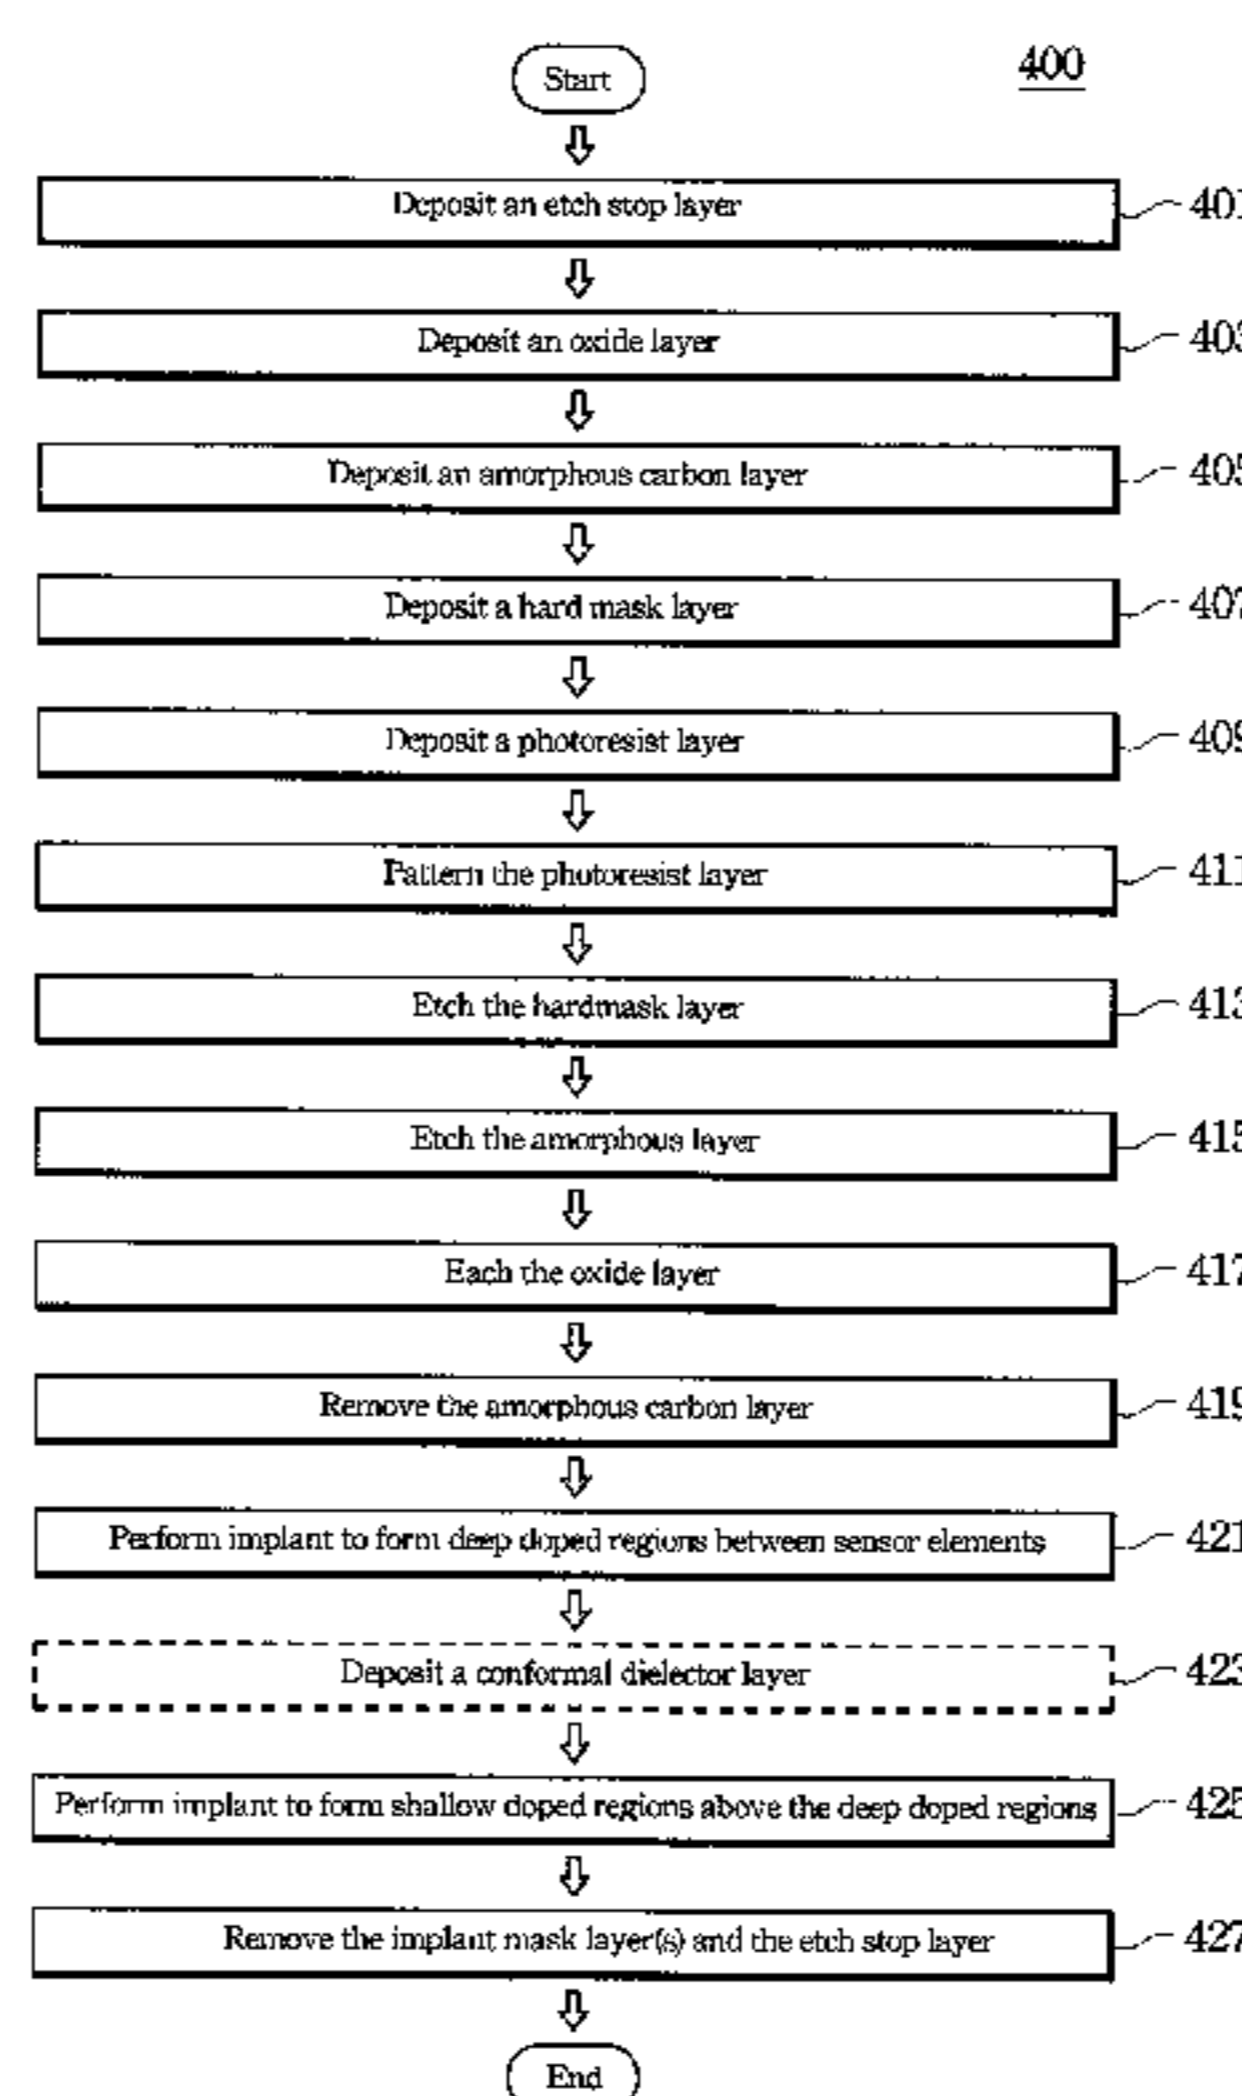 Start
400
Deposit an etch stop layer
401
Deposit an oxide layer
403
Deposit an amorphous carbon layer
405
Deposit a hard mask layer
407
Deposit a photoresist layer
409
Pattern the photoresist layer
411
Etch the hardmask layer
413
Etch the amorphous layer
415
Each the oxide layer
417
Remove the amorphous carbon layer
419
Perform implant to form deep doped regions between sensor elements
421
Deposit a conformal dielector layer
423
Perform implant to form shallow doped regions above the deep doped regions
425
Remove the implant mask layer(s) and the etch stop layer
427
End